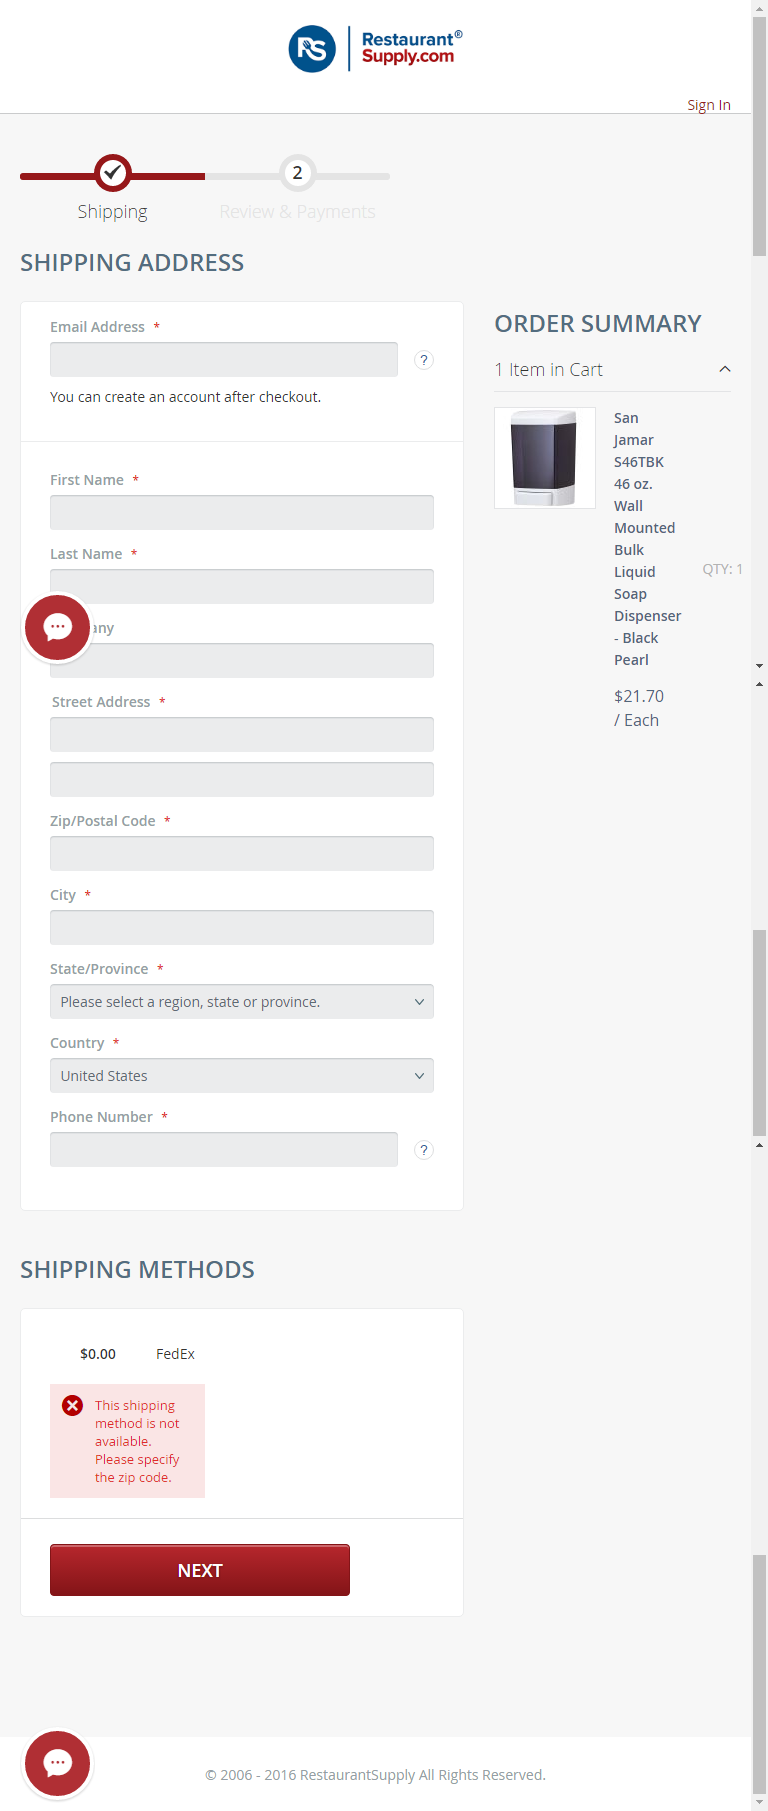 RS
Restaurant®
Supply.com
Sign In
2
Shipping
Review & Payments
SHIPPING ADDRESS
Email Address *
?
You can create an account after checkout.
First Name *
Last Name *
any
Street Address *
Zip/Postal Code *
City *
State/Province *
Please select a region, state or province.
Country *
United States
Phone Number *
?
ORDER SUMMARY
1 Item in Cart
San
Jamar
S46TBK
46 oz.
Wall
Mounted
Bulk
Liquid
Soap
Dispenser
- Black
Pearl
QTY: 1
$21.70
/ Each
SHIPPING METHODS
$0.00 FedEx
This shipping
method is not
available.
Please specify
the zip code.
NEXT
© 2006 - 2016 RestaurantSupply All Rights Reserved.